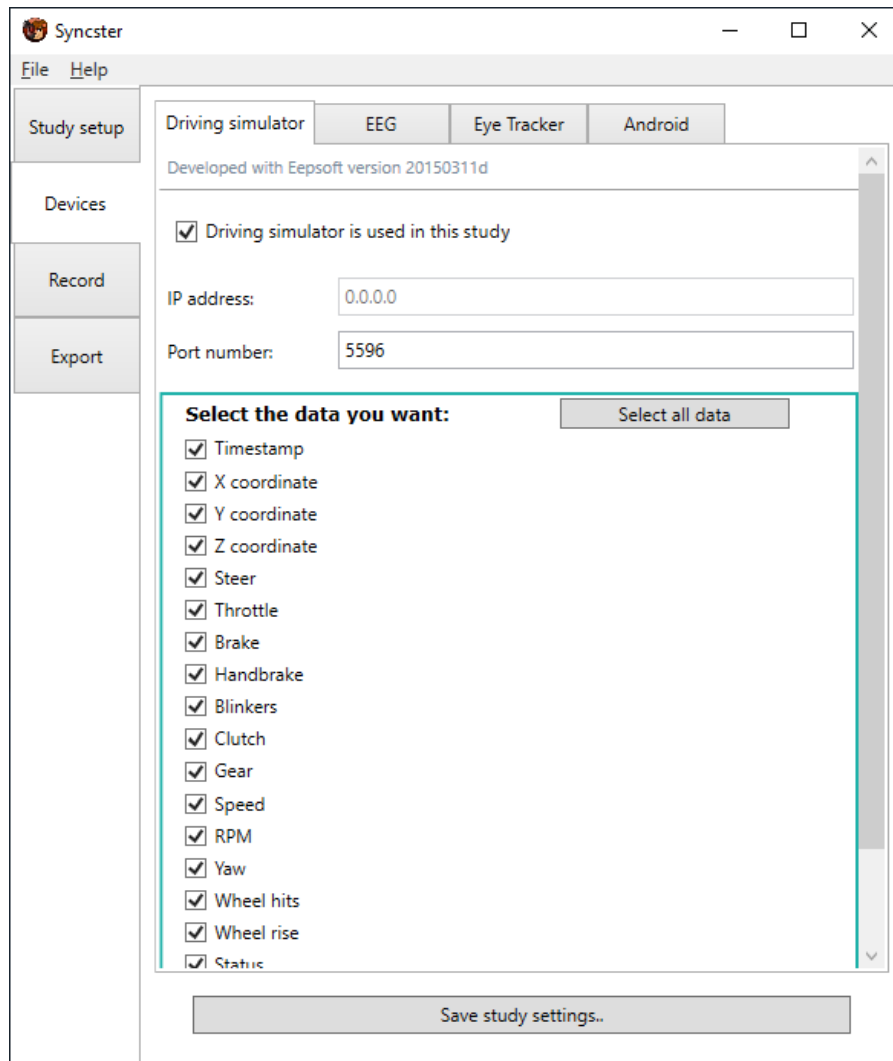 Syncster
File Help
Study setup
Devices
Record
Export
Driving simulator EEG Eye Tracker Android
Developed with Eepsoft version 20150311d
Driving simulator is used in this study
IP address: 0.0.0.0
Port number: 5596
Select the data you want: Select all data
Timestamp
X coordinate
Y coordinate
Z coordinate
Steer
Throttle
Brake
Handbrake
Blinkers
Clutch
Gear
Speed
RPM
Yaw
Wheel hits
Wheel rise
Status
Save study settings..